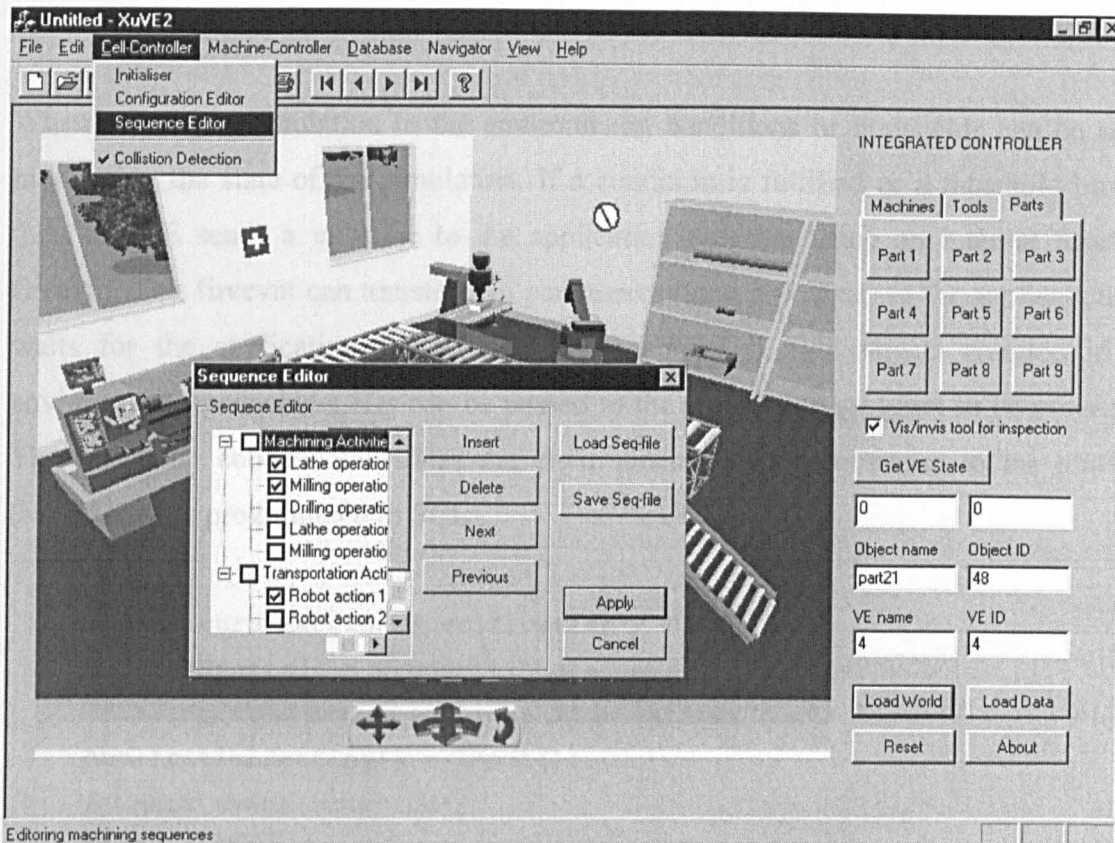 Untitled - XuVE2
File Edit Cell-Controller Machine-Controller Database Navigator View Help
Initialiser
Configuration Editor
Sequence Editor
Collistion Detection
INTEGRATED CONTROLLER
Machines Tools Parts
Part 1 Part 2 Part 3
Part 4 Part 5 Part 6
Part 7 Part 8 Part 9
Vis/invis tool for inspection
Get VE State
0 0
Object name Object ID
part21 48
VE name VE ID
4 4
Load World Load Data
Reset About
Sequence Editor
Sequece Editor
Machining Activitie
Lathe operation
Milling operatio
Drilling operatio
Lathe operation
Milling operatio
Transportation Acti
Robot action 1
Robot action 2
Insert
Delete
Next
Previous
Load Seq-file
Save Seq-file
Apply
Cancel
Editoring machining sequences